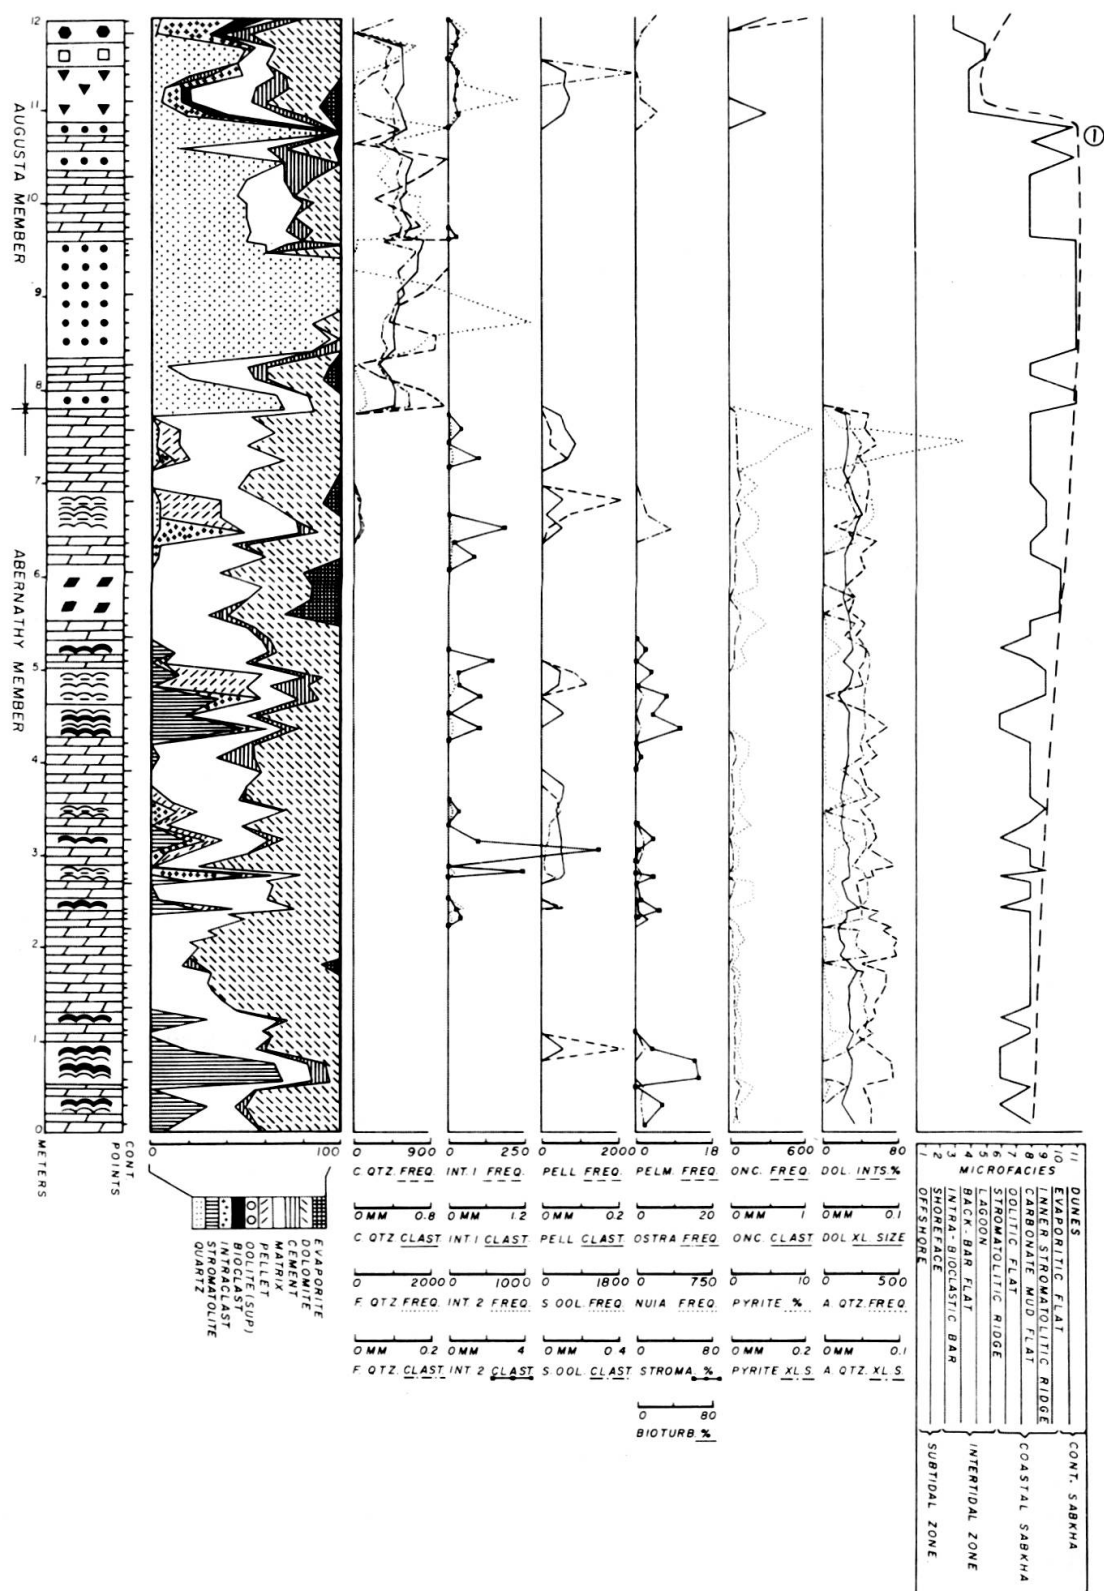 12
11
10
9
8
7
6
5
4
3
2
1
0
AUGUSTA MEMBER
ABERNATHY MEMBER
METERS
CONT. POINTS
0 100
EVAPORITE
DOLOMITE
CEMENT
MATRIX
PELLET
OOLITE (SUP)
BIOCLAST
INTRACLAST
STROMATOLITE
QUARTZ
0 900
C QTZ. FREQ.
0 MM 0.8
C QTZ CLAST
0 2000
F. QTZ. FREQ.
0 MM 0.2
F. QTZ. CLAST
0 250
INT. 1 FREQ.
0 MM 1.2
INT. 1 CLAST
0 1000
INT. 2 FREQ.
0 MM 4
INT. 2 CLAST
0 2000
PELL FREQ.
0 MM 0.2
PELL CLAST
0 1800
S. OOL. FREQ.
0 MM 0.4
S. OOL. CLAST
0 18
PELM. FREQ.
0 20
OSTRA FREQ.
0 750
NUIA FREQ.
0 80
STROMA. %
0 80
BIOTURB. %
0 600
ONC. FREQ.
0 MM 1
ONC. CLAST
0 10
PYRITE %
0 MM 0.2
PYRITE XL.S.
0 80
DOL. INTS.%
0 MM 0.1
DOL. XL. SIZE
0 500
A. QTZ. FREQ.
0 MM 0.1
A. QTZ. XL.S.
1
MICROFACIES
11 DUNES
10 EVAPORITIC FLAT
9 INNER STROMATOLITIC RIDGE
8 CARBONATE MUD FLAT
7 OOLITIC FLAT
6 STROMATOLITIC RIDGE
5 LAGOON
4 BACK-BAR FLAT
3 INTRA-BIOCLASTIC BAR
2 SHOREFACE
1 OFFSHORE
CONT. SABKHA
COASTAL SABKHA
INTERTIDAL ZONE
SUBTIDAL ZONE